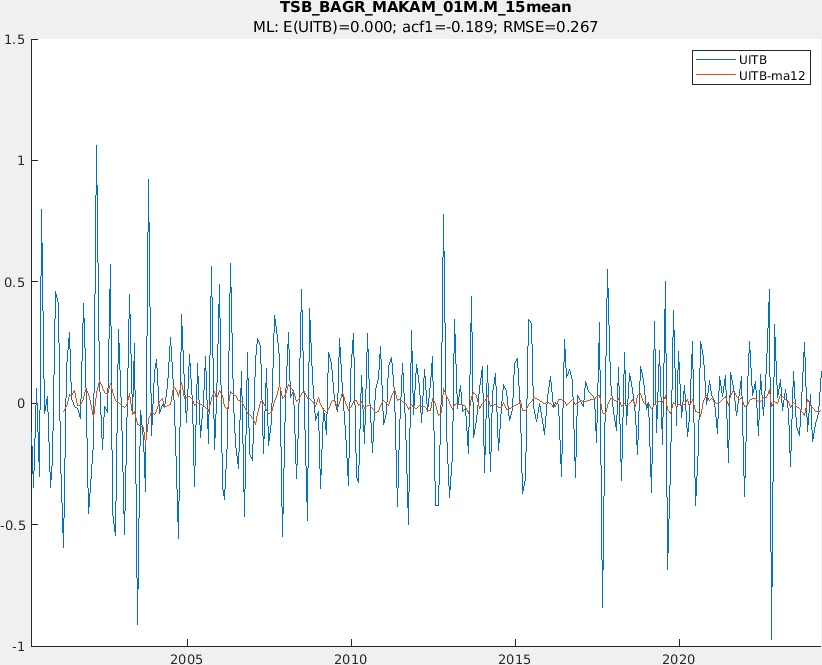 TSB_BAGR_MAKAM_01M.M_15mean
ML: E(UITB)=0.000; acf1=-0.189; RMSE=0.267
1.5
UITB
UITB-ma12
1
0.5
0
-0.5
-1
2005
2010
2015
2020